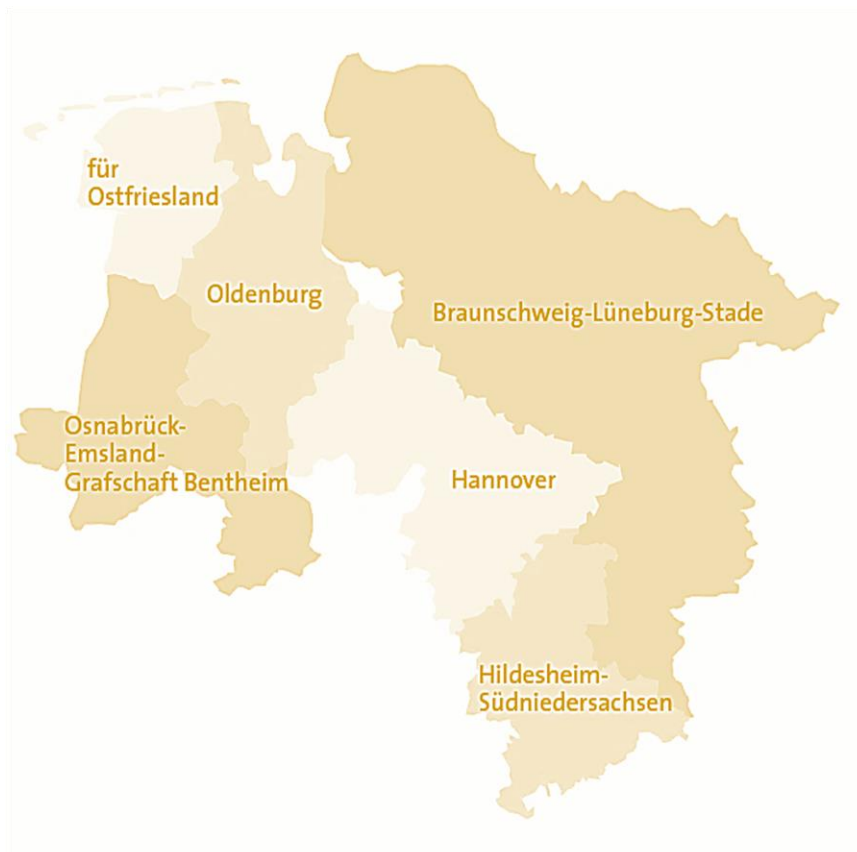 für
Ostfriesland
Oldenburg
Braunschweig-Lüneburg-Stade
Osnabrück-
Emsland-
Grafschaft Bentheim
Hannover
Hildesheim-
Südniedersachsen